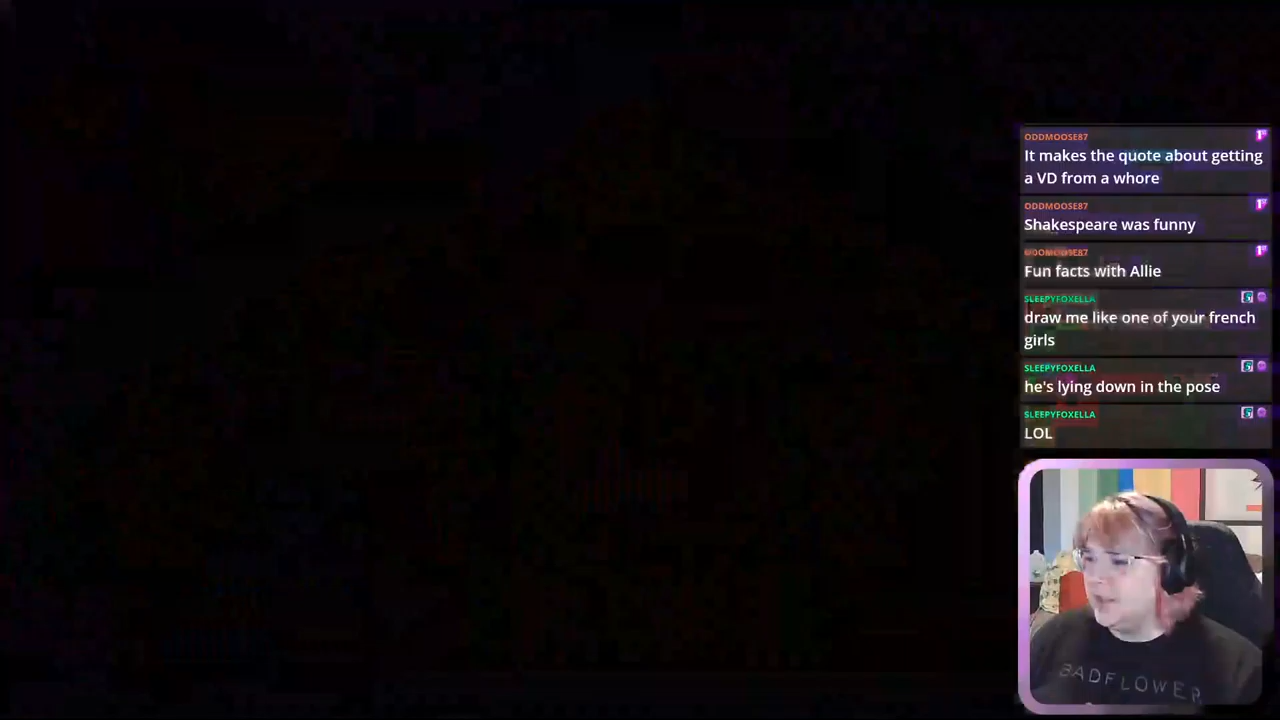 ODDMOOSE87
It makes the quote about getting
a VD from a whore
ODDMOOSE87
Shakespeare was funny
ODDMOOSE87
Fun facts with Allie
SLEEPYFOXELLA
draw me like one of your french
girls
SLEEPYFOXELLA
he's lying down in the pose
SLEEPYFOXELLA
LOL
BADFLOWER